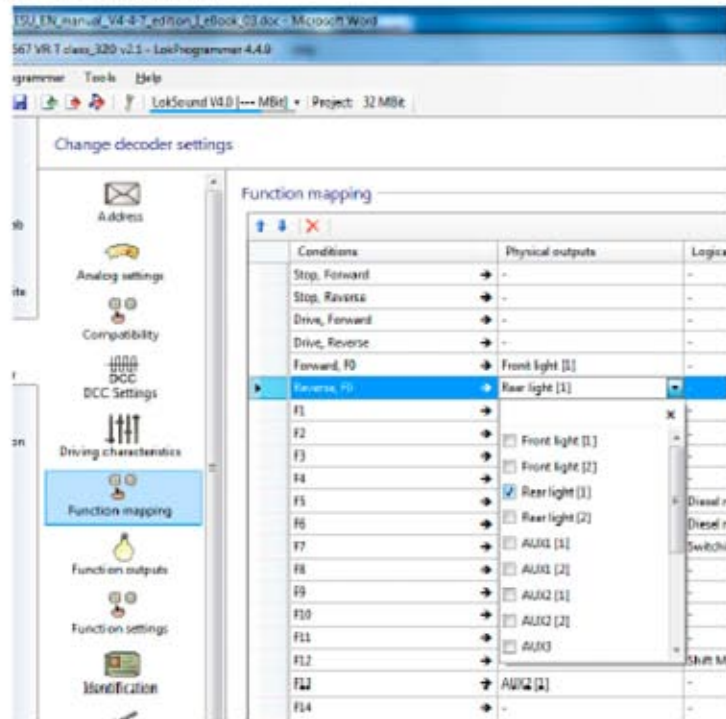 ESU_EN_manual_V4-4-7_edition_I_eBook_03.doc - Microsoft Word
567 VR T class_320 v2.1 - LokProgrammer 4.4.9
grammer Tools Help
LokSound V4.0 [--- MBit] Project: 32 MBit
Change decoder settings
Address
Analog settings
Compatibility
DCC
DCC Settings
Driving characteristics
Function mapping
Function outputs
Function settings
Identification
Function mapping
Conditions Physical outputs Logica
Stop, Forward -
Stop, Reverse -
Drive, Forward -
Drive, Reverse -
Forward, F0 Front light [1] -
Reverse, F0 Rear light [1] -
F1
F2
F3
F4
F5 Diesel
F6 Diesel
F7 Switchi
F8
F9
F10
F11
F12 Shift M
F13 AUX2 [1] -
F14 - -
Front light [1]
Front light [2]
Rear light [1]
Rear light [2]
AUX1 [1]
AUX1 [2]
AUX2 [1]
AUX2 [2]
AUX3